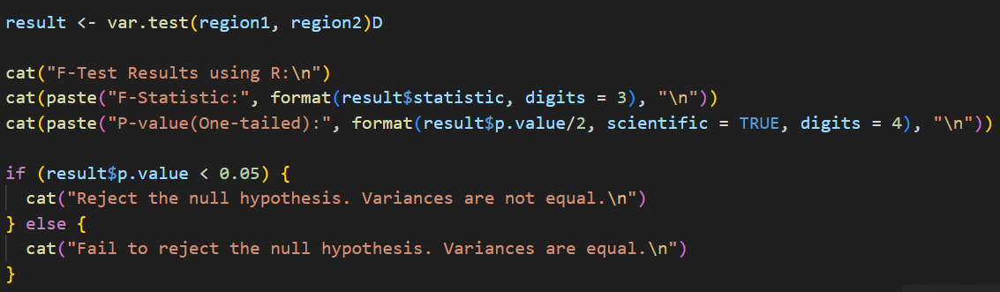 result <- var.test(region1, region2)D
cat("F-Test Results using R:\n")
cat(paste("F-Statistic:", format(result$statistic, digits = 3), "\n"))
cat(paste("P-value(One-tailed):", format(result$p.value/2, scientific = TRUE, digits = 4), "\n"))
if (result$p.value < 0.05) {
  cat("Reject the null hypothesis. Variances are not equal.\n")
} else {
  cat("Fail to reject the null hypothesis. Variances are equal.\n")
}